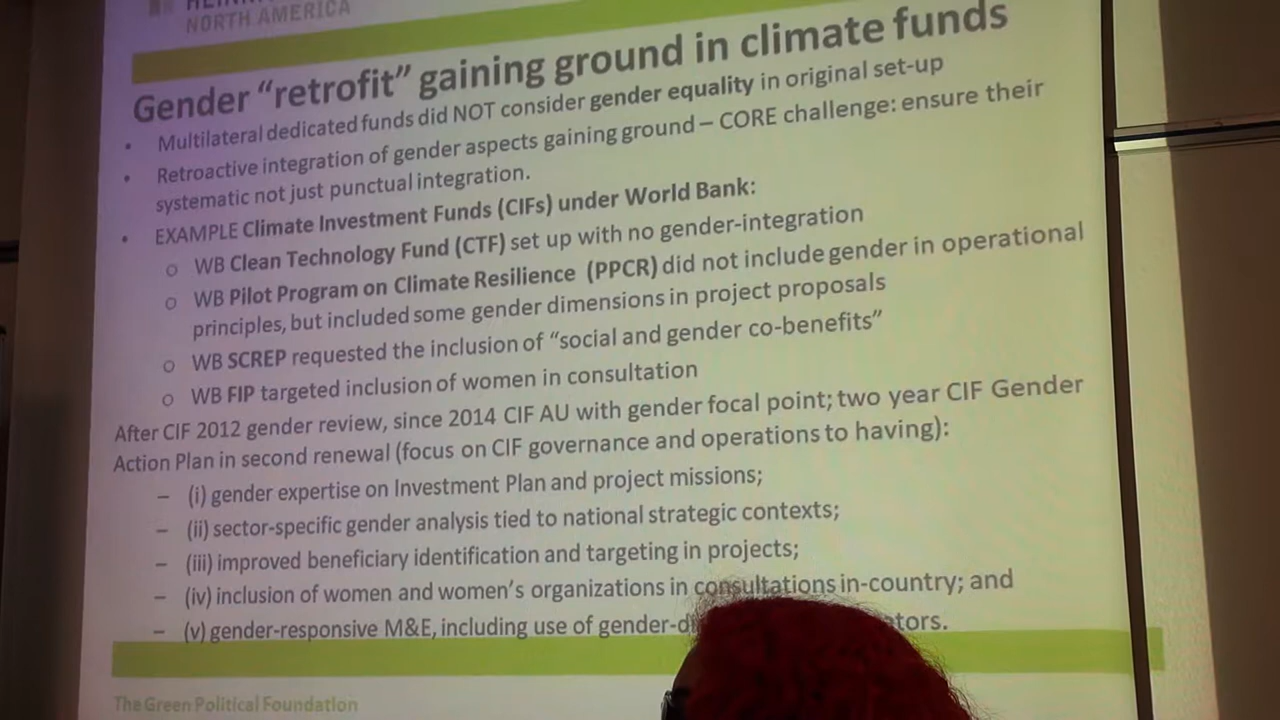 NORTH AMERICA
Gender “retrofit” gaining ground in climate funds
• Multilateral dedicated funds did NOT consider gender equality in original set-up
• Retroactive integration of gender aspects gaining ground – CORE challenge: ensure their
systematic not just punctual integration.
• EXAMPLE Climate Investment Funds (CIFs) under World Bank:
o WB Clean Technology Fund (CTF) set up with no gender-integration
o WB Pilot Program on Climate Resilience (PPCR) did not include gender in operational
principles, but included some gender dimensions in project proposals
o WB SCREP requested the inclusion of “social and gender co-benefits”
o WB FIP targeted inclusion of women in consultation
After CIF 2012 gender review, since 2014 CIF AU with gender focal point; two year CIF Gender
Action Plan in second renewal (focus on CIF governance and operations to having):
– (i) gender expertise on Investment Plan and project missions;
– (ii) sector-specific gender analysis tied to national strategic contexts;
– (iii) improved beneficiary identification and targeting in projects;
– (iv) inclusion of women and women’s organizations in consultations in-country; and
– (v) gender-responsive M&E, including use of
The Green Political Foundation